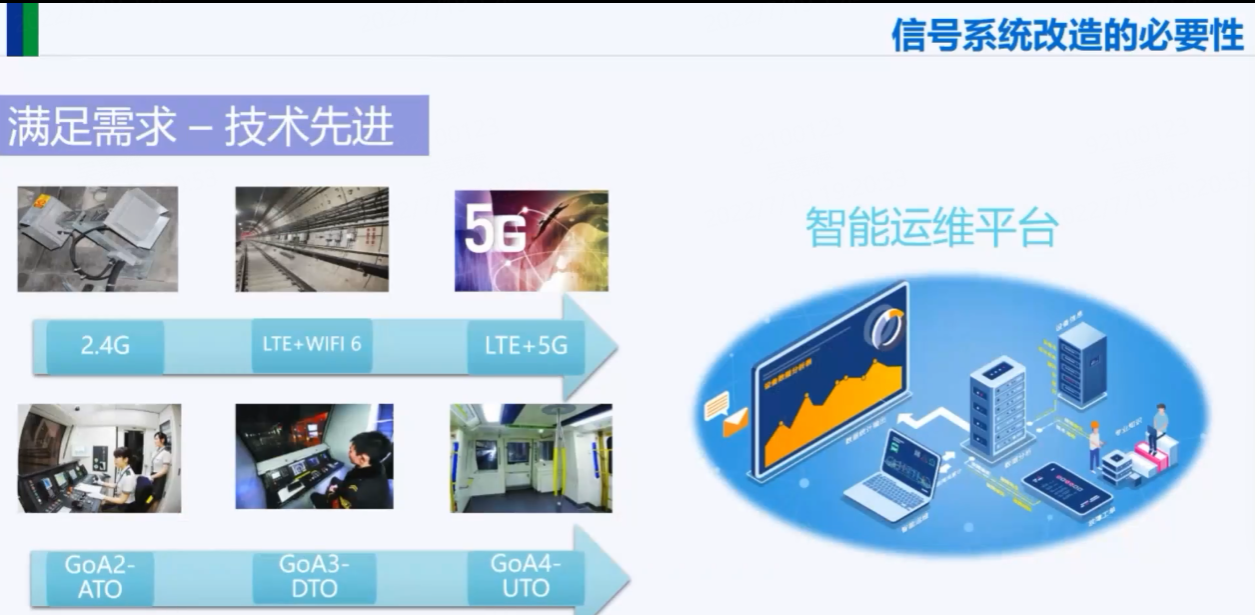 信号系统改造的必要性
满足需求 – 技术先进
5G
2.4G
LTE+WIFI 6
LTE+5G
GoA2-
ATO
GoA3-
DTO
GoA4-
UTO
智能运维平台